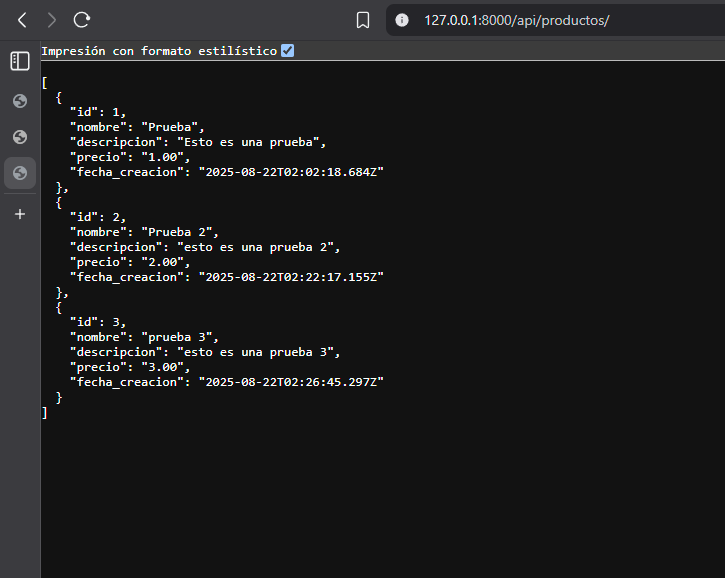 127.0.0.1:8000/api/productos/
Impresión con formato estilístico
[
  {
    "id": 1,
    "nombre": "Prueba",
    "descripcion": "Esto es una prueba",
    "precio": "1.00",
    "fecha_creacion": "2025-08-22T02:02:18.684Z"
  },
  {
    "id": 2,
    "nombre": "Prueba 2",
    "descripcion": "esto es una prueba 2",
    "precio": "2.00",
    "fecha_creacion": "2025-08-22T02:22:17.155Z"
  },
  {
    "id": 3,
    "nombre": "prueba 3",
    "descripcion": "esto es una prueba 3",
    "precio": "3.00",
    "fecha_creacion": "2025-08-22T02:26:45.297Z"
  }
]